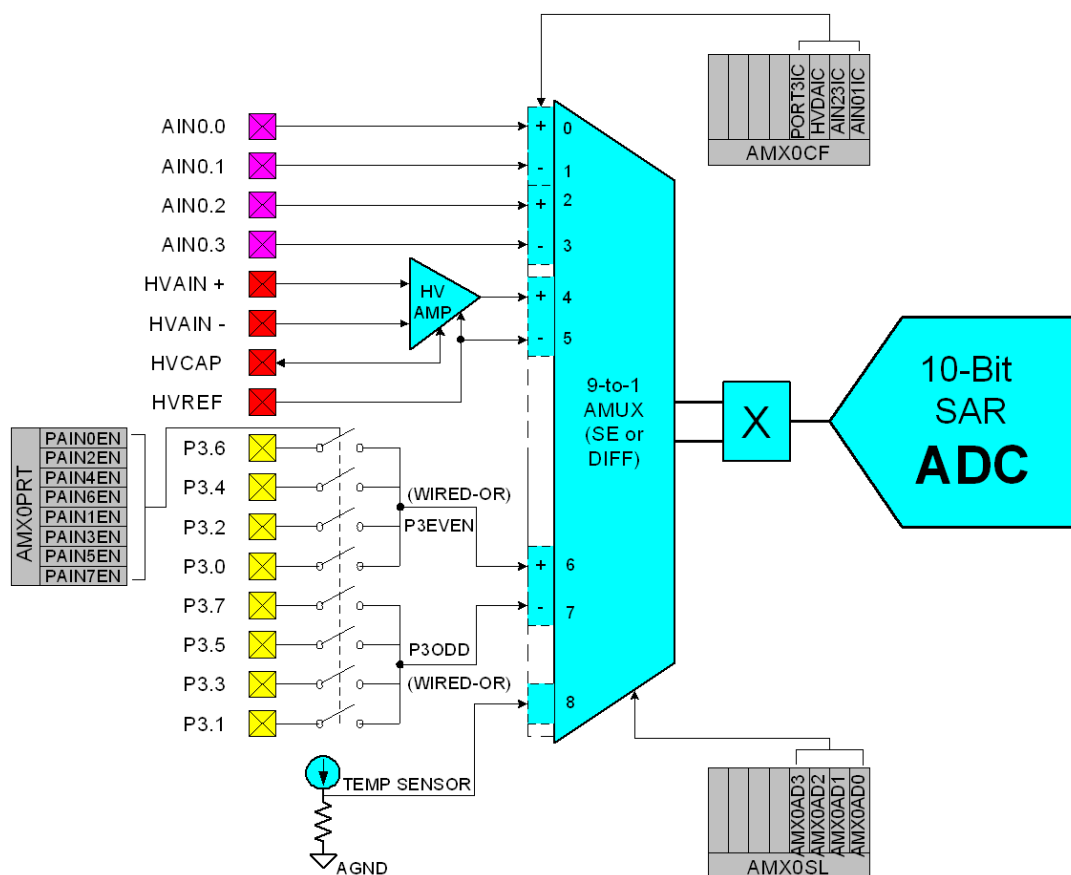 PORT3IC
HVDAIC
AIN23IC
AIN01IC
AMX0CF
AIN0.0
AIN0.1
AIN0.2
AIN0.3
HVAIN +
HVAIN -
HVCAP
HVREF
HV
AMP
+
0
-
1
+
2
-
3
+
4
-
5
9-to-1
AMUX
(SE or
DIFF)
X
10-Bit
SAR
ADC
AMX0PRT
PAIN0EN
PAIN2EN
PAIN4EN
PAIN6EN
PAIN1EN
PAIN3EN
PAIN5EN
PAIN7EN
P3.6
P3.4
P3.2
P3.0
P3.7
P3.5
P3.3
P3.1
(WIRED-OR)
P3EVEN
P3ODD
(WIRED-OR)
+
6
-
7
8
TEMP SENSOR
AGND
AMX0AD3
AMX0AD2
AMX0AD1
AMX0AD0
AMX0SL